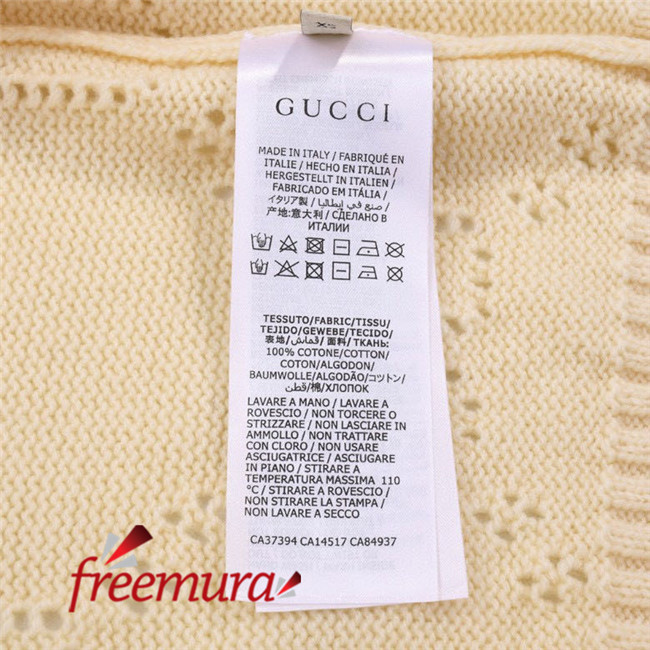 XS
GUCCI
MADE IN ITALY / FABRIQUÉ EN
ITALIE / HECHO EN ITALIA /
HERGESTELLT IN ITALIEN /
FABRICADO EM ITÁLIA /
イタリア製 / صنع في إيطاليا /
产地:意大利 / СДЕЛАНО В
ИТАЛИИ
TESSUTO/FABRIC/TISSU/
TEJIDO/GEWEBE/TECIDO/
表地/قماش/面料/ТКАНЬ:
100% COTONE/COTTON/
COTON/ALGODON/
BAUMWOLLE/ALGODÃO/コットン/
قطن/棉/ХЛОПОК
LAVARE A MANO / LAVARE A
ROVESCIO / NON TORCERE O
STRIZZARE / NON LASCIARE IN
AMMOLLO / NON TRATTARE
CON CLORO / NON USARE
ASCIUGATRICE / ASCIUGARE
IN PIANO / STIRARE A
TEMPERATURA MASSIMA 110
°C / STIRARE A ROVESCIO /
NON STIRARE LA STAMPA /
NON LAVARE A SECCO
CA37394 CA14517 CA84937
freemura